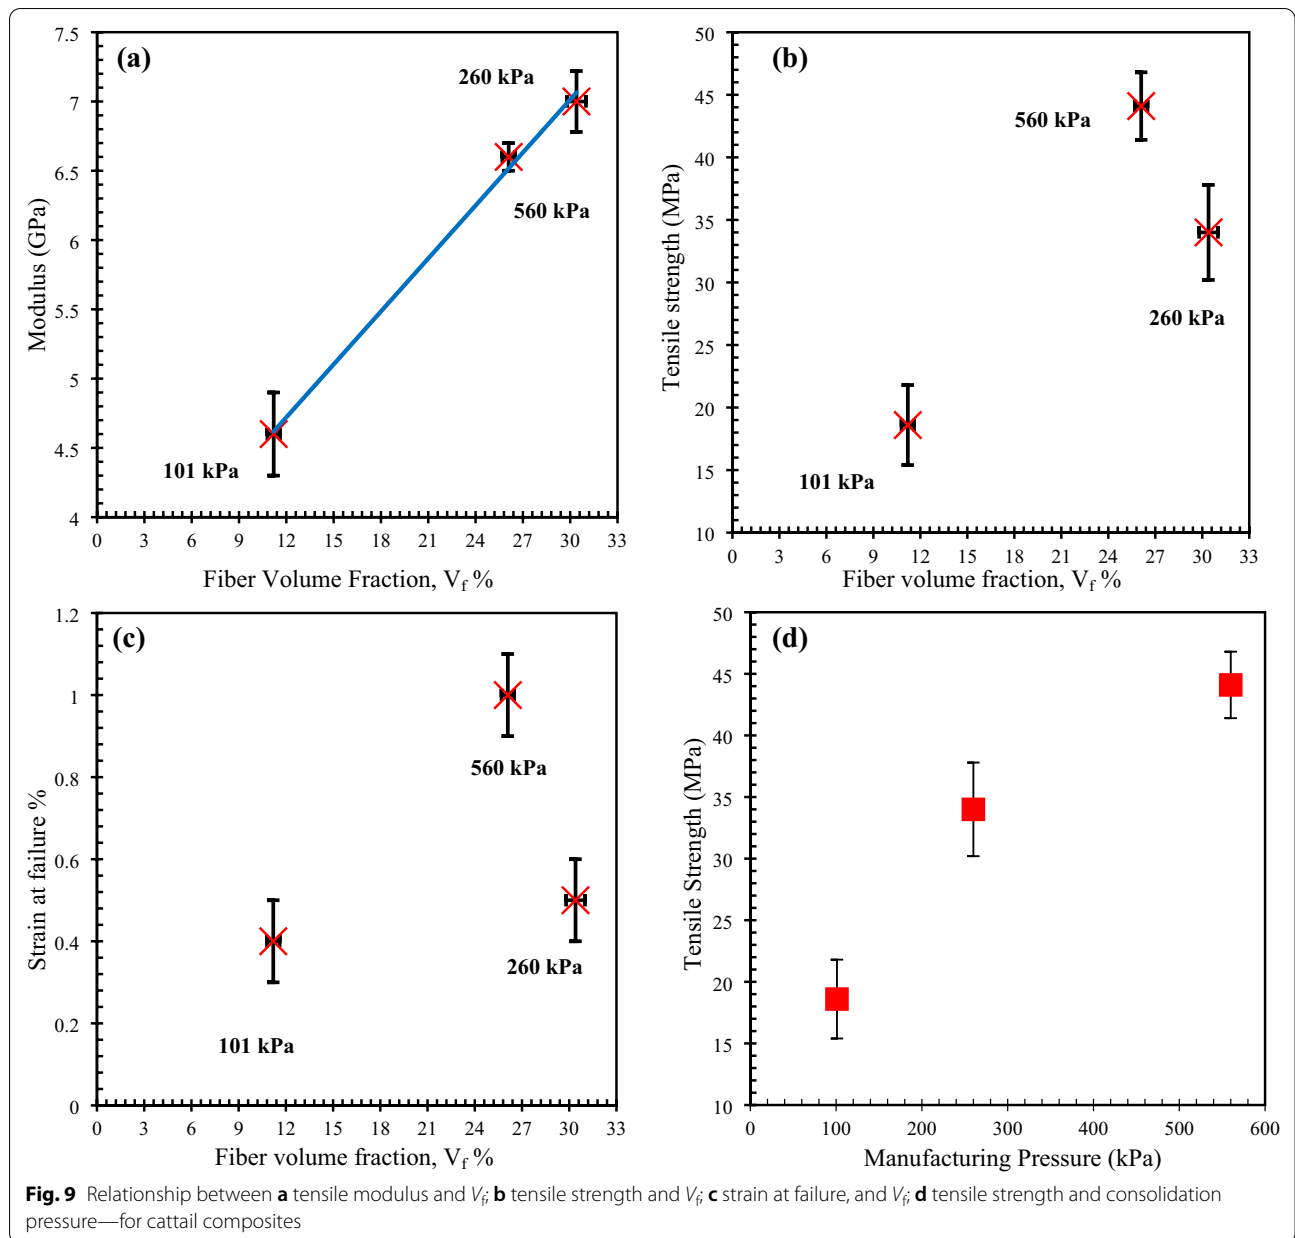 (a)
7.5
7
6.5
6
5.5
5
4.5
4
Modulus (GPa)
260 kPa
560 kPa
101 kPa
0 3 6 9 12 15 18 21 24 27 30 33
Fiber Volume Fraction, Vf %
(b)
50
45
40
35
30
25
20
15
10
Tensile strength (MPa)
560 kPa
260 kPa
101 kPa
0 3 6 9 12 15 18 21 24 27 30 33
Fiber volume fraction, Vf %
(c)
1.2
1
0.8
0.6
0.4
0.2
0
Strain at failure %
560 kPa
260 kPa
101 kPa
0 3 6 9 12 15 18 21 24 27 30 33
Fiber volume fraction, Vf %
(d)
50
45
40
35
30
25
20
15
10
Tensile Strength (MPa)
0 100 200 300 400 500 600
Manufacturing Pressure (kPa)
Fig. 9 Relationship between a tensile modulus and Vf; b tensile strength and Vf; c strain at failure, and Vf; d tensile strength and consolidation
pressure—for cattail composites